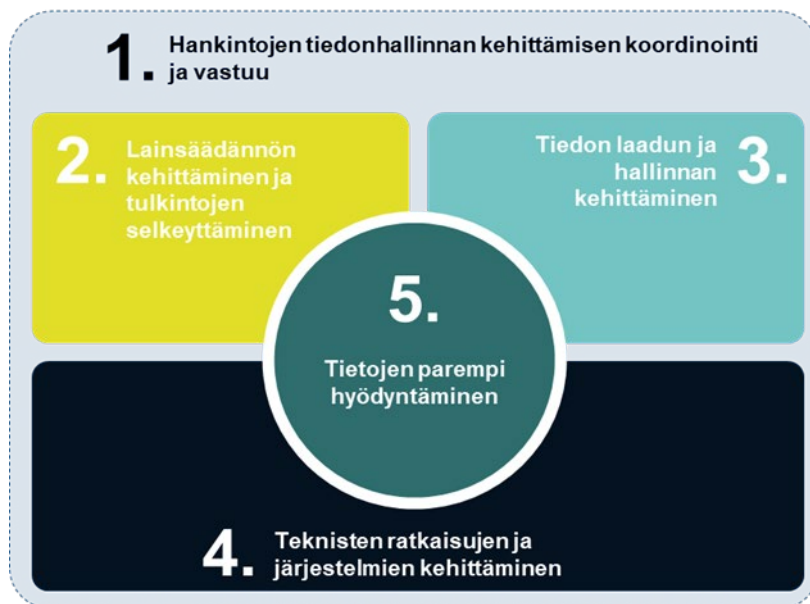 1. Hankintojen tiedonhallinnan kehittämisen koordinointi
ja vastuu
2. Lainsäädännön
kehittäminen ja
tulkintojen
selkeyttäminen
Tiedon laadun ja
hallinnan
kehittäminen
3.
5.
Tietojen parempi
hyödyntäminen
4. Teknisten ratkaisujen ja
järjestelmien kehittäminen